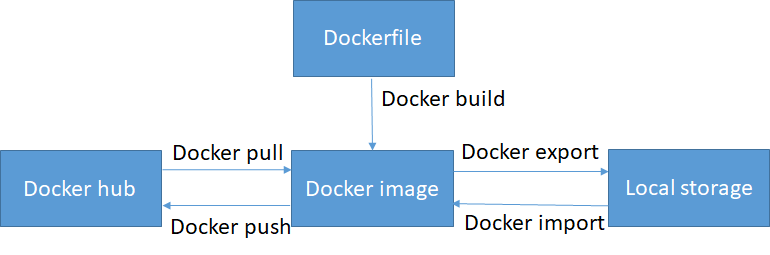 Dockerfile
Docker build
Docker pull
Docker export
Docker hub
Docker image
Local storage
Docker push
Docker import